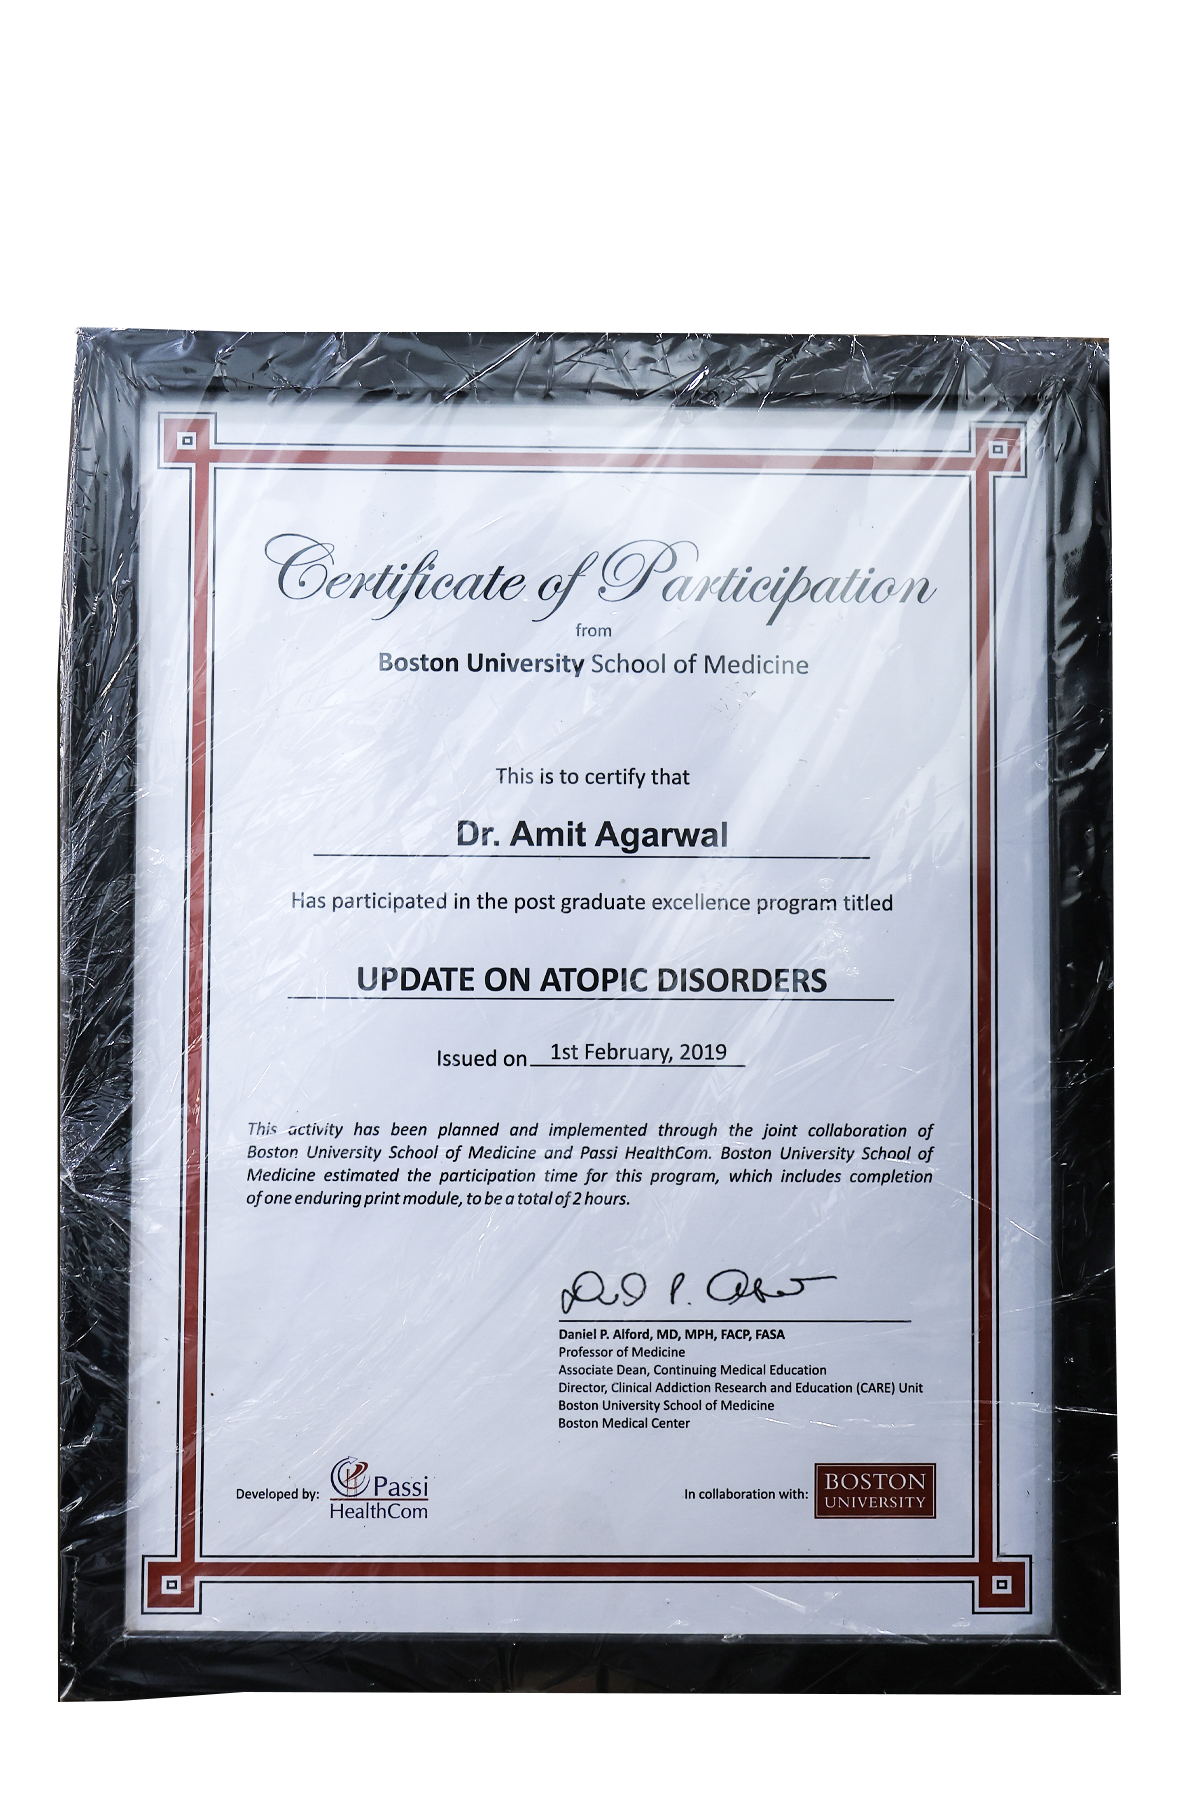 Certificate of Participation
from
Boston University School of Medicine
This is to certify that
Dr. Amit Agarwal
Has participated in the post graduate excellence program titled
UPDATE ON ATOPIC DISORDERS
Issued on 1st February, 2019
This activity has been planned and implemented through the joint collaboration of
Boston University School of Medicine and Passi HealthCom. Boston University School of
Medicine estimated the participation time for this program, which includes completion
of one enduring print module, to be a total of 2 hours.
Daniel P. Alford, MD, MPH, FACP, FASA
Professor of Medicine
Associate Dean, Continuing Medical Education
Director, Clinical Addiction Research and Education (CARE) Unit
Boston University School of Medicine
Boston Medical Center
Developed by:
Passi
HealthCom
In collaboration with:
BOSTON
UNIVERSITY